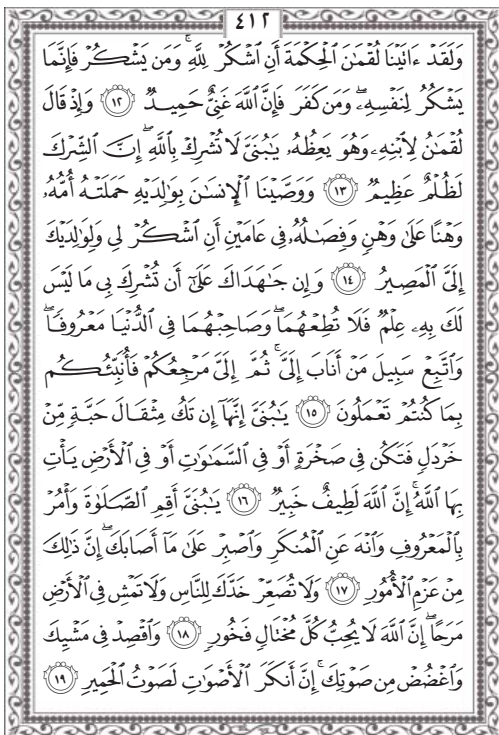 ٤١٢
وَلَقَدْ ءَاتَيْنَا لُقْمَٰنَ ٱلْحِكْمَةَ أَنِ ٱشْكُرْ لِلَّهِ ۚ وَمَن يَشْكُرْ فَإِنَّمَا
يَشْكُرُ لِنَفْسِهِۦ ۖ وَمَن كَفَرَ فَإِنَّ ٱللَّهَ غَنِىٌّ حَمِيدٌ ١٢ وَإِذْ قَالَ
لُقْمَٰنُ لِٱبْنِهِۦ وَهُوَ يَعِظُهُۥ يَٰبُنَىَّ لَا تُشْرِكْ بِٱللَّهِ ۖ إِنَّ ٱلشِّرْكَ
لَظُلْمٌ عَظِيمٌ ١٣ وَوَصَّيْنَا ٱلْإِنسَٰنَ بِوَٰلِدَيْهِ حَمَلَتْهُ أُمُّهُۥ
وَهْنًا عَلَىٰ وَهْنٍ وَفِصَٰلُهُۥ فِى عَامَيْنِ أَنِ ٱشْكُرْ لِى وَلِوَٰلِدَيْكَ
إِلَىَّ ٱلْمَصِيرُ ١٤ وَإِن جَٰهَدَاكَ عَلَىٰٓ أَن تُشْرِكَ بِى مَا لَيْسَ
لَكَ بِهِۦ عِلْمٌ فَلَا تُطِعْهُمَا ۖ وَصَاحِبْهُمَا فِى ٱلدُّنْيَا مَعْرُوفًا ۖ
وَٱتَّبِعْ سَبِيلَ مَنْ أَنَابَ إِلَىَّ ۚ ثُمَّ إِلَىَّ مَرْجِعُكُمْ فَأُنَبِّئُكُم
بِمَا كُنتُمْ تَعْمَلُونَ ١٥ يَٰبُنَىَّ إِنَّهَآ إِن تَكُ مِثْقَالَ حَبَّةٍ مِّنْ
خَرْدَلٍ فَتَكُن فِى صَخْرَةٍ أَوْ فِى ٱلسَّمَٰوَٰتِ أَوْ فِى ٱلْأَرْضِ يَأْتِ
بِهَا ٱللَّهُ ۚ إِنَّ ٱللَّهَ لَطِيفٌ خَبِيرٌ ١٦ يَٰبُنَىَّ أَقِمِ ٱلصَّلَوٰةَ وَأْمُرْ
بِٱلْمَعْرُوفِ وَٱنْهَ عَنِ ٱلْمُنكَرِ وَٱصْبِرْ عَلَىٰ مَآ أَصَابَكَ ۖ إِنَّ ذَٰلِكَ
مِنْ عَزْمِ ٱلْأُمُورِ ١٧ وَلَا تُصَعِّرْ خَدَّكَ لِلنَّاسِ وَلَا تَمْشِ فِى ٱلْأَرْضِ
مَرَحًا ۖ إِنَّ ٱللَّهَ لَا يُحِبُّ كُلَّ مُخْتَالٍ فَخُورٍ ١٨ وَٱقْصِدْ فِى مَشْيِكَ
وَٱغْضُضْ مِن صَوْتِكَ ۚ إِنَّ أَنكَرَ ٱلْأَصْوَٰتِ لَصَوْتُ ٱلْحَمِيرِ ١٩